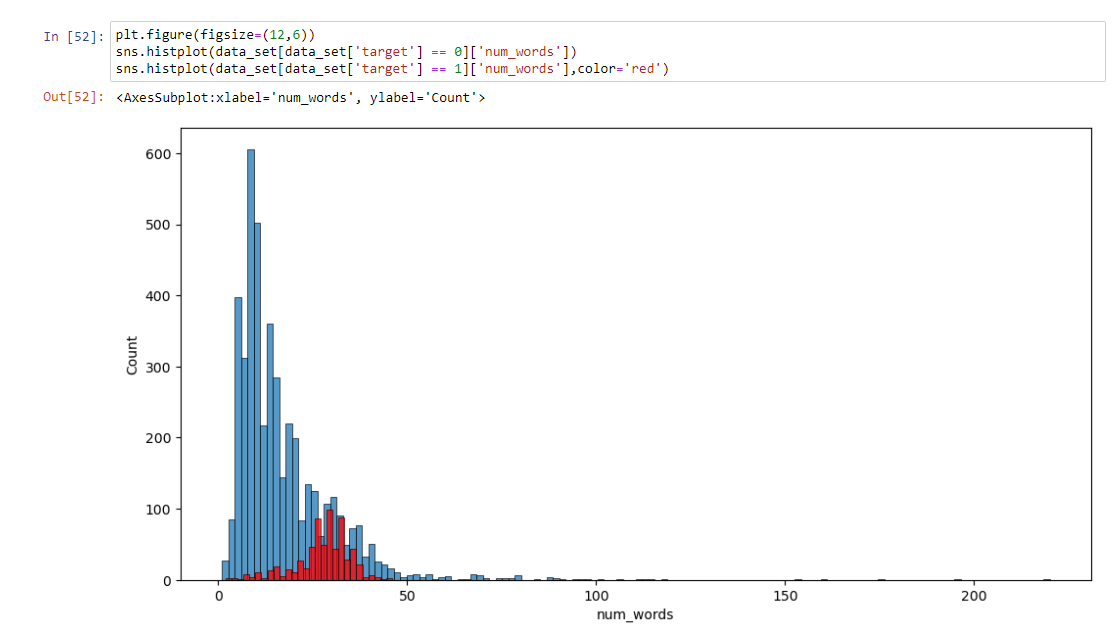 In [52]: plt.figure(figsize=(12,6))
sns.histplot(data_set[data_set['target'] == 0]['num_words'])
sns.histplot(data_set[data_set['target'] == 1]['num_words'],color='red')
Out[52]: <AxesSubplot:xlabel='num_words', ylabel='Count'>
600
500
400
300
200
100
0
Count
0 50 100 150 200
num_words